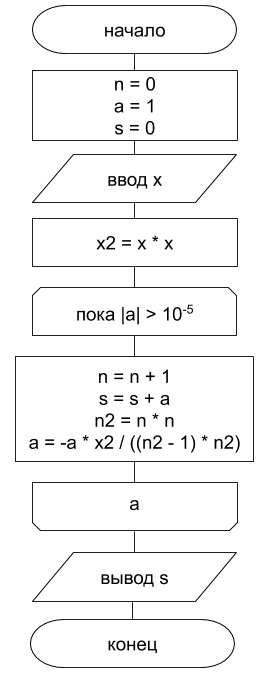 начало
n = 0
a = 1
s = 0
ввод x
x2 = x * x
пока |a| > 10⁻⁵
n = n + 1
s = s + a
n2 = n * n
a = -a * x2 / ((n2 - 1) * n2)
a
вывод s
конец